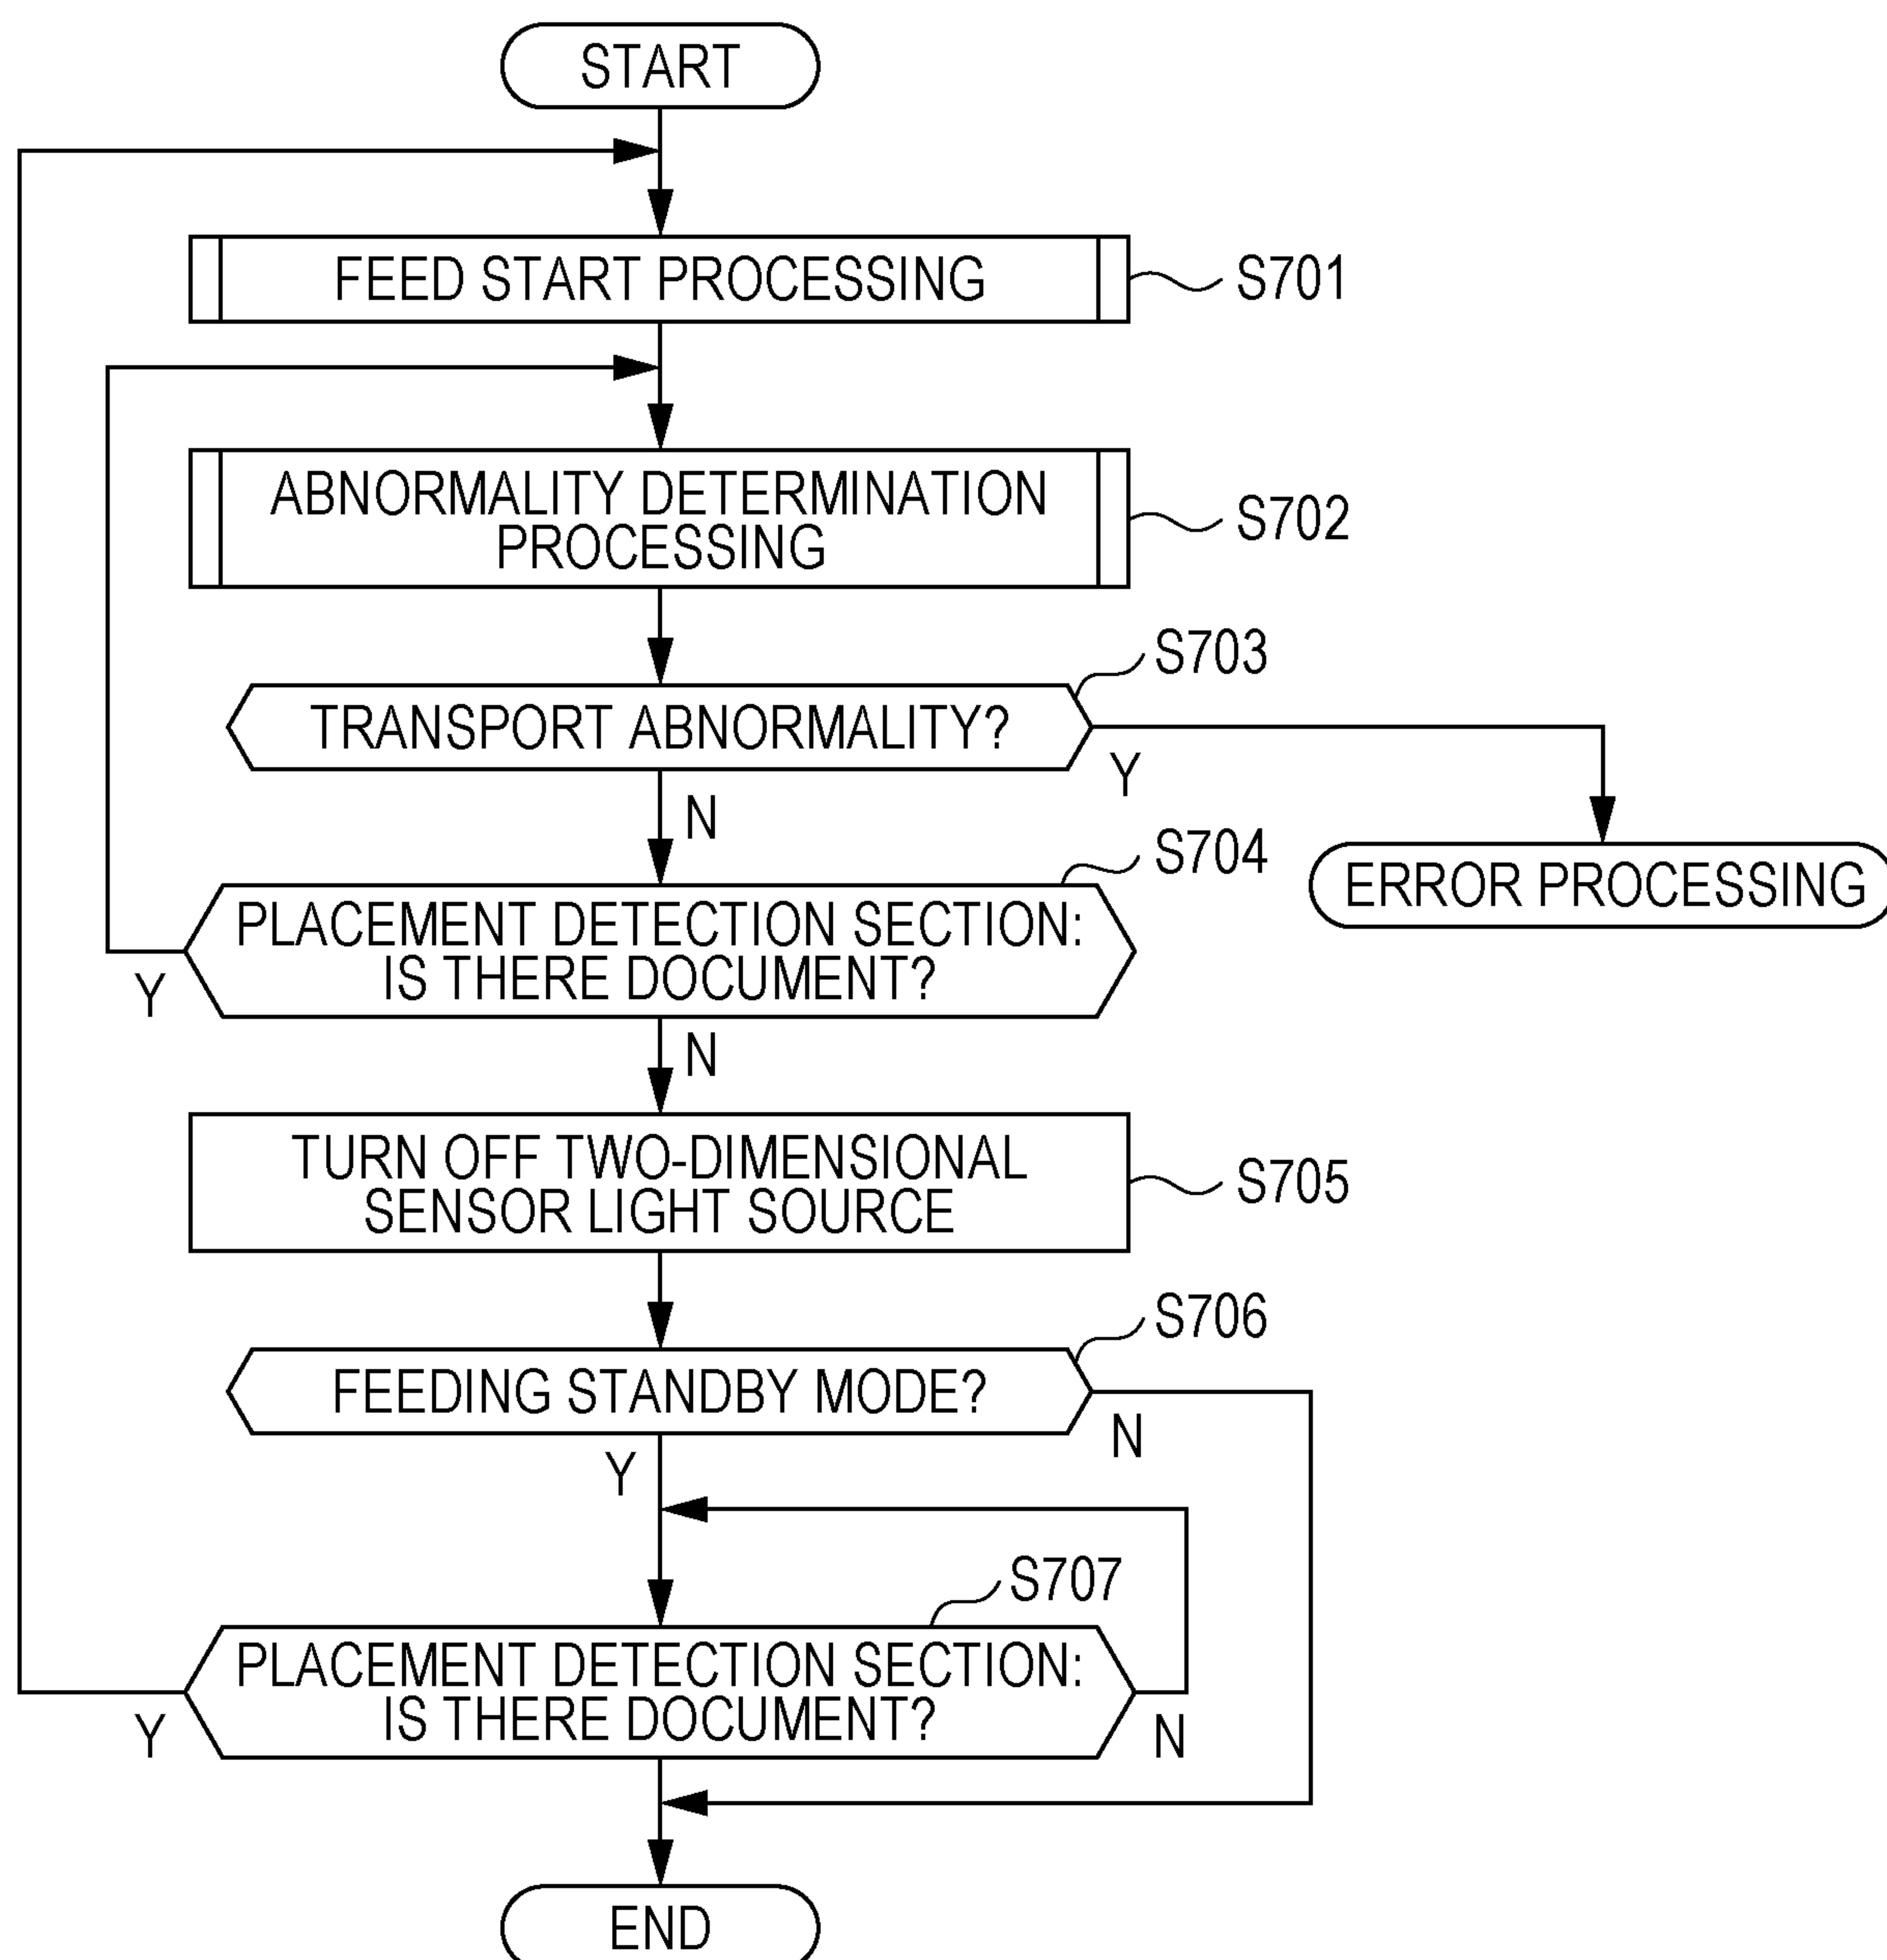 START
FEED START PROCESSING
S701
ABNORMALITY DETERMINATION
PROCESSING
S702
S703
TRANSPORT ABNORMALITY?
Y
N
S704
ERROR PROCESSING
PLACEMENT DETECTION SECTION:
IS THERE DOCUMENT?
Y
N
TURN OFF TWO-DIMENSIONAL
SENSOR LIGHT SOURCE
S705
S706
FEEDING STANDBY MODE?
N
Y
S707
PLACEMENT DETECTION SECTION:
IS THERE DOCUMENT?
Y
N
END